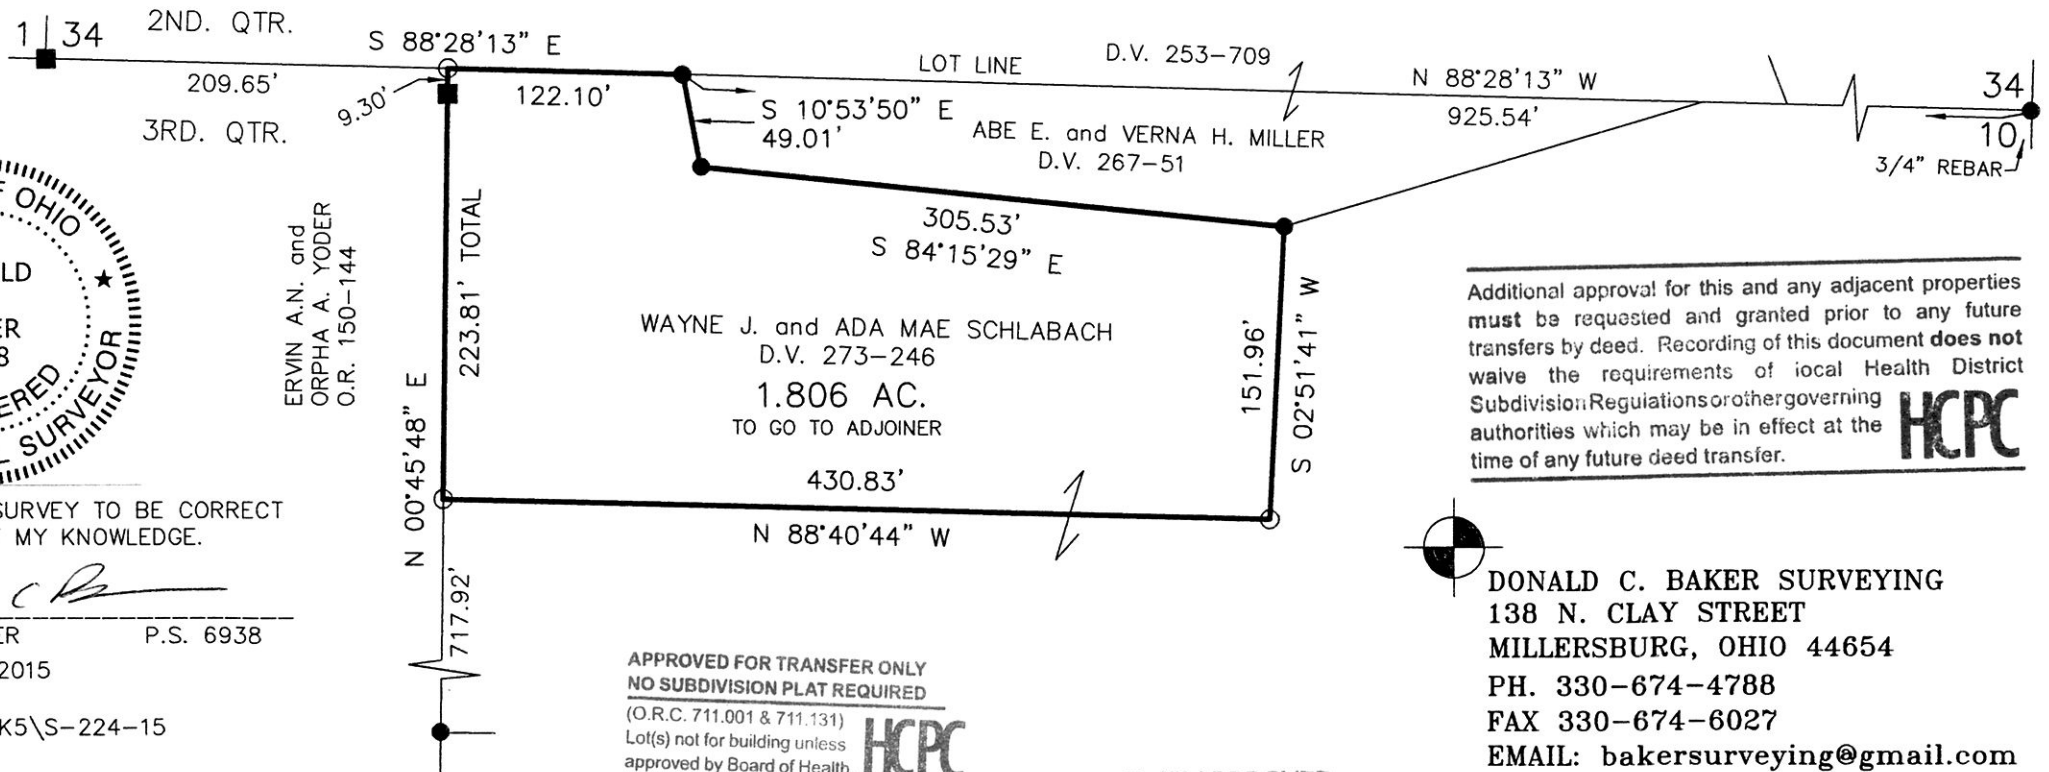 1 34
2ND. QTR.
S 88°28'13" E
LOT LINE
D.V. 253-709
N 88°28'13" W
34
209.65'
9.30'
122.10'
S 10°53'50" E
49.01'
925.54'
10
3RD. QTR.
ABE E. and VERNA H. MILLER
D.V. 267-51
3/4" REBAR
OHIO
LD
ER
8
ERED
SURVEYOR
ERVIN A.N. and
ORPHA A. YODER
O.R. 150-144
223.81' TOTAL
N 00°45'48" E
305.53'
S 84°15'29" E
WAYNE J. and ADA MAE SCHLABACH
D.V. 273-246
1.806 AC.
TO GO TO ADJOINER
151.96'
S 02°51'41" W
430.83'
N 88°40'44" W
717.92'
Additional approval for this and any adjacent properties
must be requested and granted prior to any future
transfers by deed. Recording of this document does not
waive the requirements of local Health District
Subdivision Regulations or other governing
authorities which may be in effect at the
time of any future deed transfer.
HCPC
SURVEY TO BE CORRECT
MY KNOWLEDGE.
ER P.S. 6938
2015
K5\S-224-15
APPROVED FOR TRANSFER ONLY
NO SUBDIVISION PLAT REQUIRED
(O.R.C. 711.001 & 711.131)
Lot(s) not for building unless
approved by Board of Health
HCPC
DONALD C. BAKER SURVEYING
138 N. CLAY STREET
MILLERSBURG, OHIO 44654
PH. 330-674-4788
FAX 330-674-6027
EMAIL: bakersurveying@gmail.com